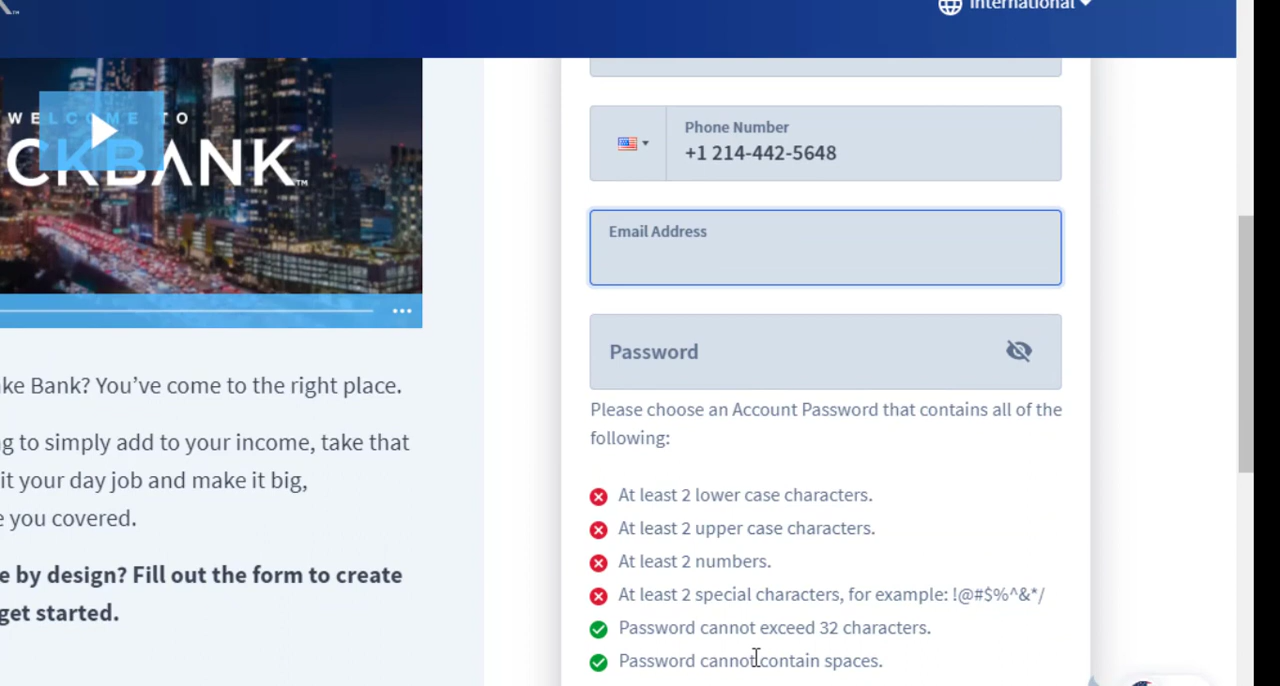 International
WELCOME TO
CKBANK™
Phone Number
+1 214-442-5648
Email Address
Password
Please choose an Account Password that contains all of the
following:
At least 2 lower case characters.
At least 2 upper case characters.
At least 2 numbers.
At least 2 special characters, for example: !@#$%^&*/
Password cannot exceed 32 characters.
Password cannot contain spaces.
ke Bank? You’ve come to the right place.
g to simply add to your income, take that
it your day job and make it big,
e you covered.
e by design? Fill out the form to create
get started.